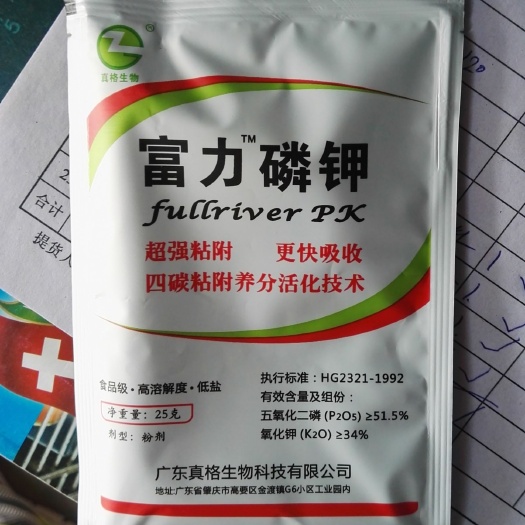 真格生物
®
富力™磷钾
fullriver PK
超强粘附 更快吸收
四碳粘附养分活化技术
食品级·高溶解度·低盐
净重量：25克
剂型：粉剂
执行标准：HG2321-1992
有效含量及组份：
五氧化二磷 (P₂O₅) ≥51.5%
氧化钾 (K₂O) ≥34%
广东真格生物科技有限公司
地址:广东省肇庆市高要区金渡镇G6小区工业园内
合计
提货人